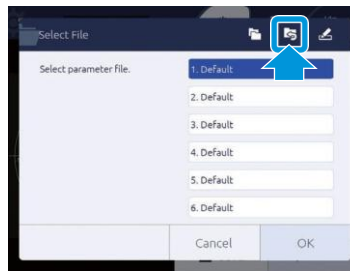 Select File
Select parameter file.
1. Default
2. Default
3. Default
4. Default
5. Default
6. Default
Cancel
OK